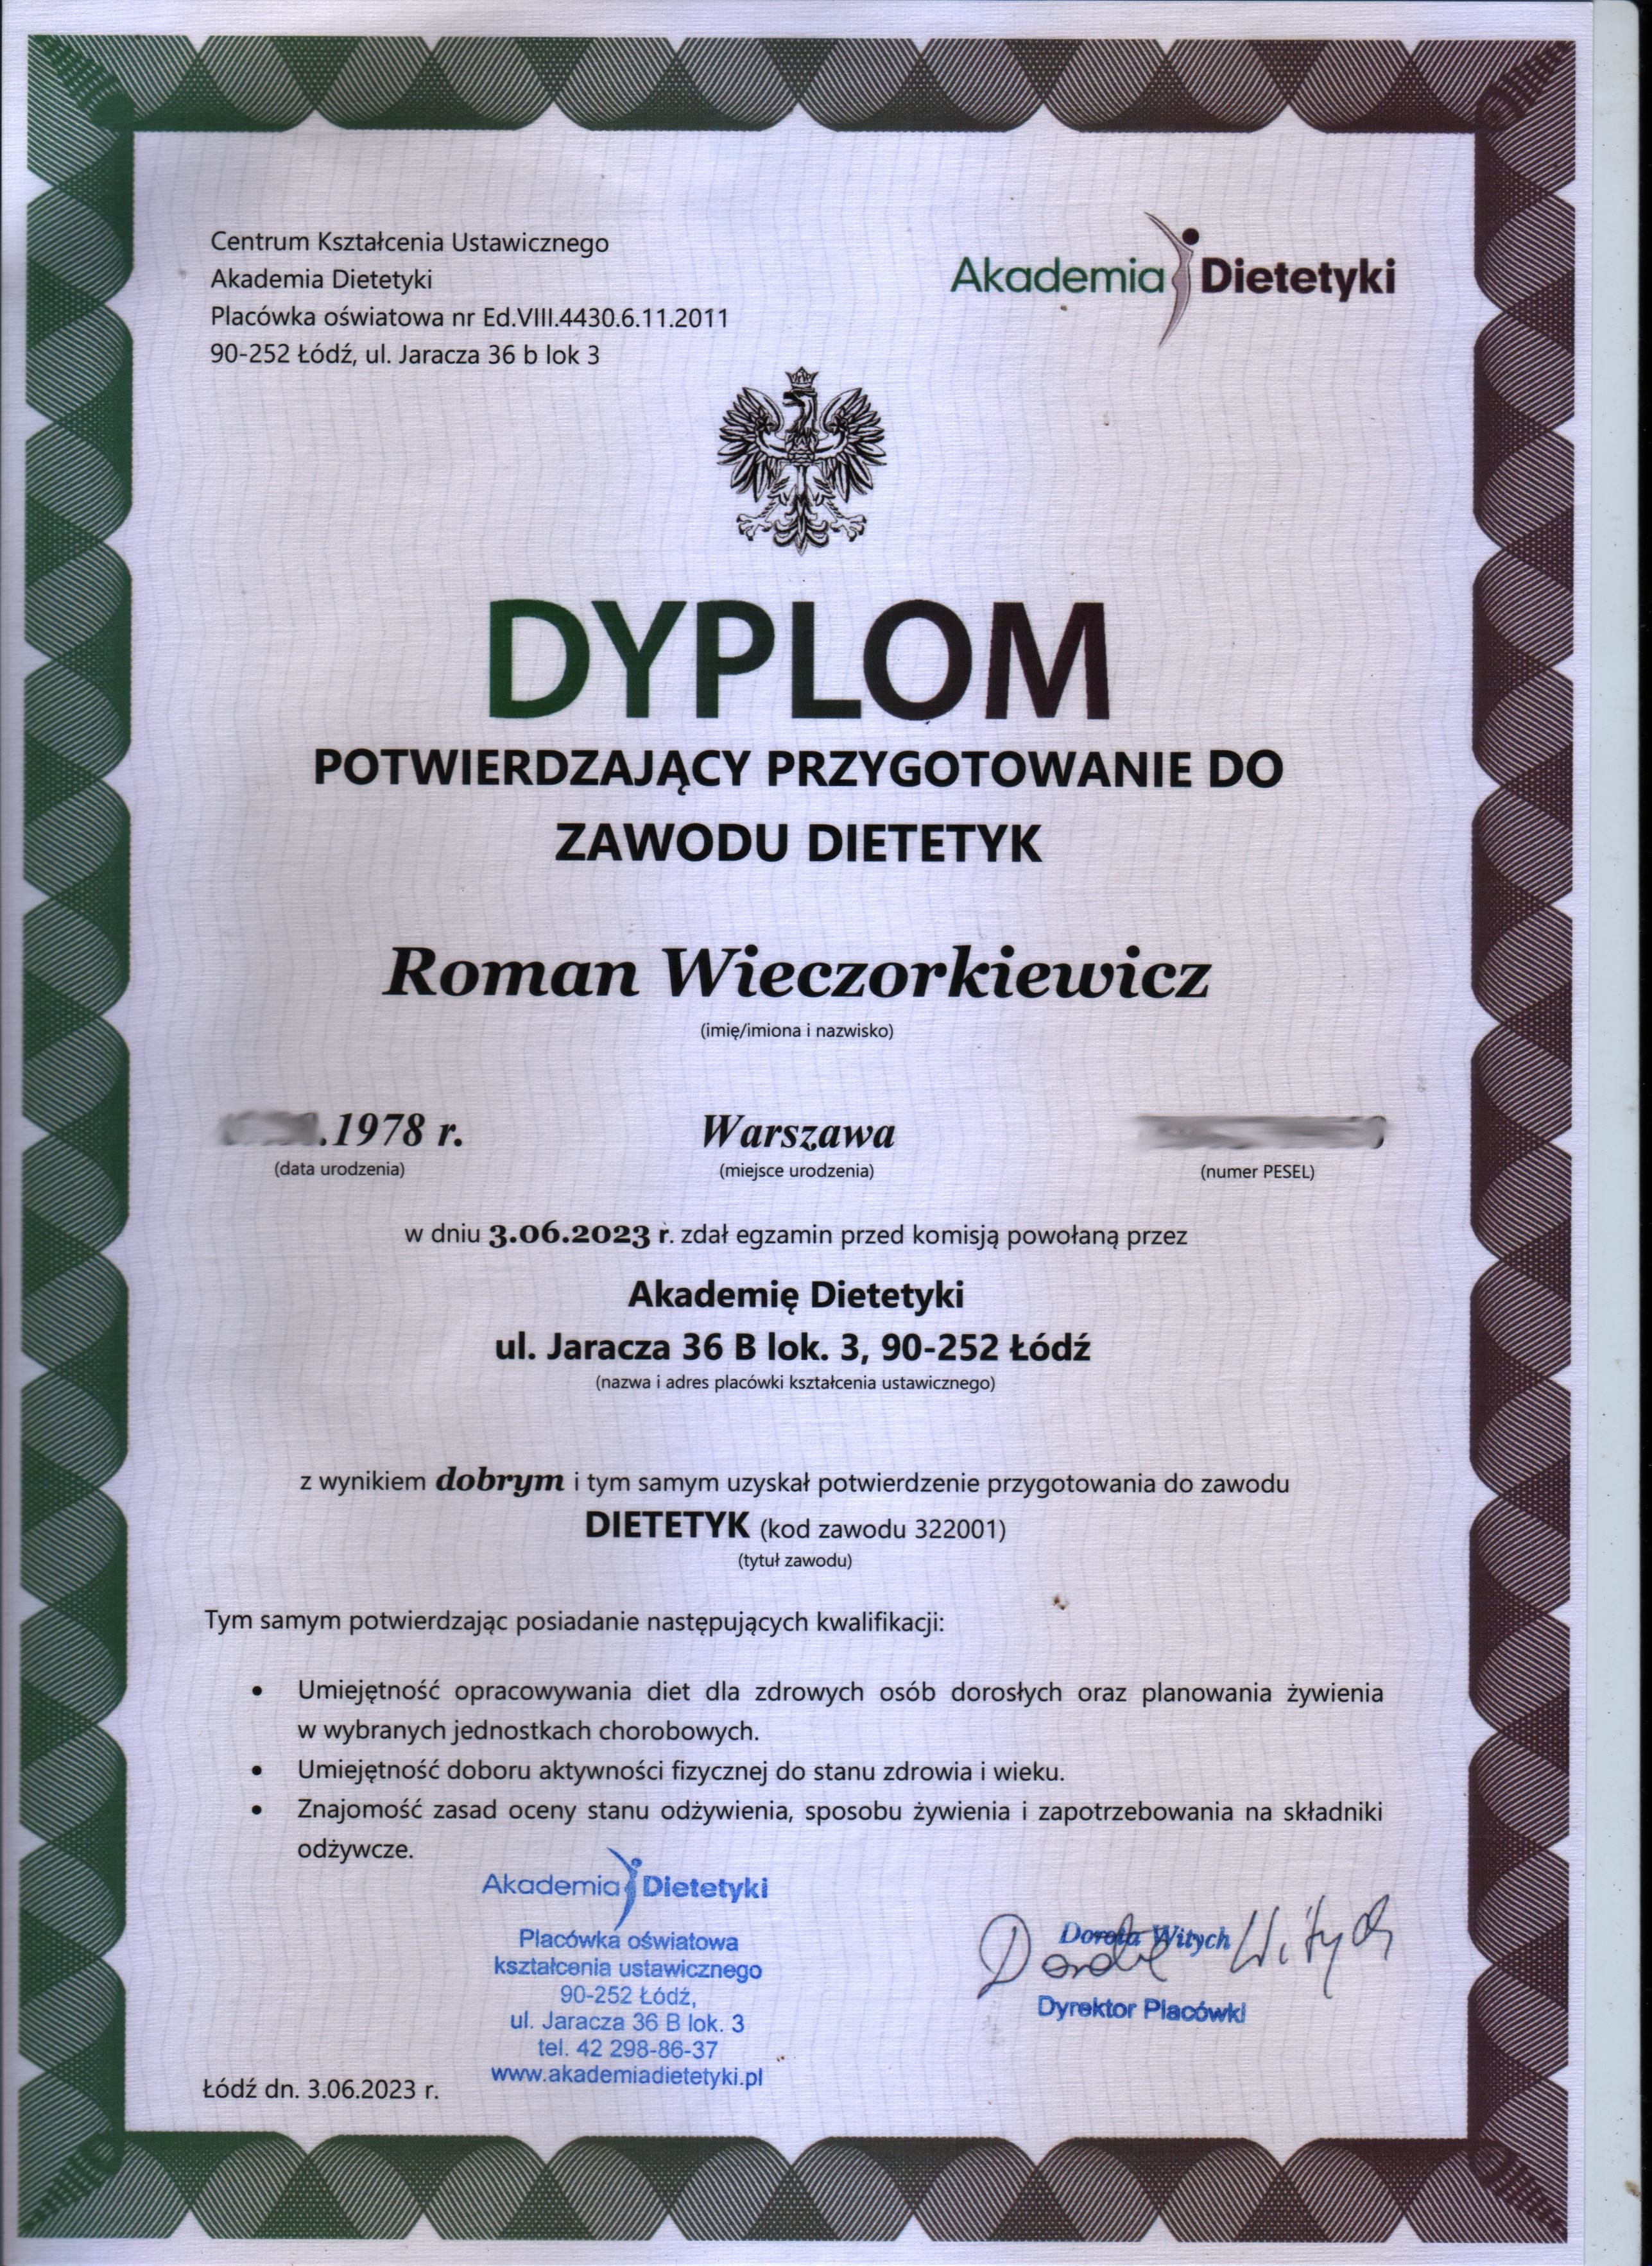 Centrum Kształcenia Ustawicznego
Akademia Dietetyki
Placówka oświatowa nr Ed.VIII.4430.6.11.2011
90-252 Łódź, ul. Jaracza 36 b lok 3
Akademia Dietetyki
DYPLOM
POTWIERDZAJĄCY PRZYGOTOWANIE DO
ZAWODU DIETETYK
Roman Wieczorkiewicz
(imię/imiona i nazwisko)
.1978 r. Warszawa
(data urodzenia) (miejsce urodzenia) (numer PESEL)
w dniu 3.06.2023 r. zdał egzamin przed komisją powołaną przez
Akademię Dietetyki
ul. Jaracza 36 B lok. 3, 90-252 Łódź
(nazwa i adres placówki kształcenia ustawicznego)
z wynikiem dobrym i tym samym uzyskał potwierdzenie przygotowania do zawodu
DIETETYK (kod zawodu 322001)
(tytuł zawodu)
Tym samym potwierdzając posiadanie następujących kwalifikacji:
• Umiejętność opracowywania diet dla zdrowych osób dorosłych oraz planowania żywienia
w wybranych jednostkach chorobowych.
• Umiejętność doboru aktywności fizycznej do stanu zdrowia i wieku.
• Znajomość zasad oceny stanu odżywienia, sposobu żywienia i zapotrzebowania na składniki
odżywcze.
Akademia Dietetyki
Placówka oświatowa
kształcenia ustawicznego
90-252 Łódź,
ul. Jaracza 36 B lok. 3
tel. 42 298-86-37
www.akademiadietetyki.pl
Dorota Witych
Dorota Witych
Dyrektor Placówki
Łódź dn. 3.06.2023 r.